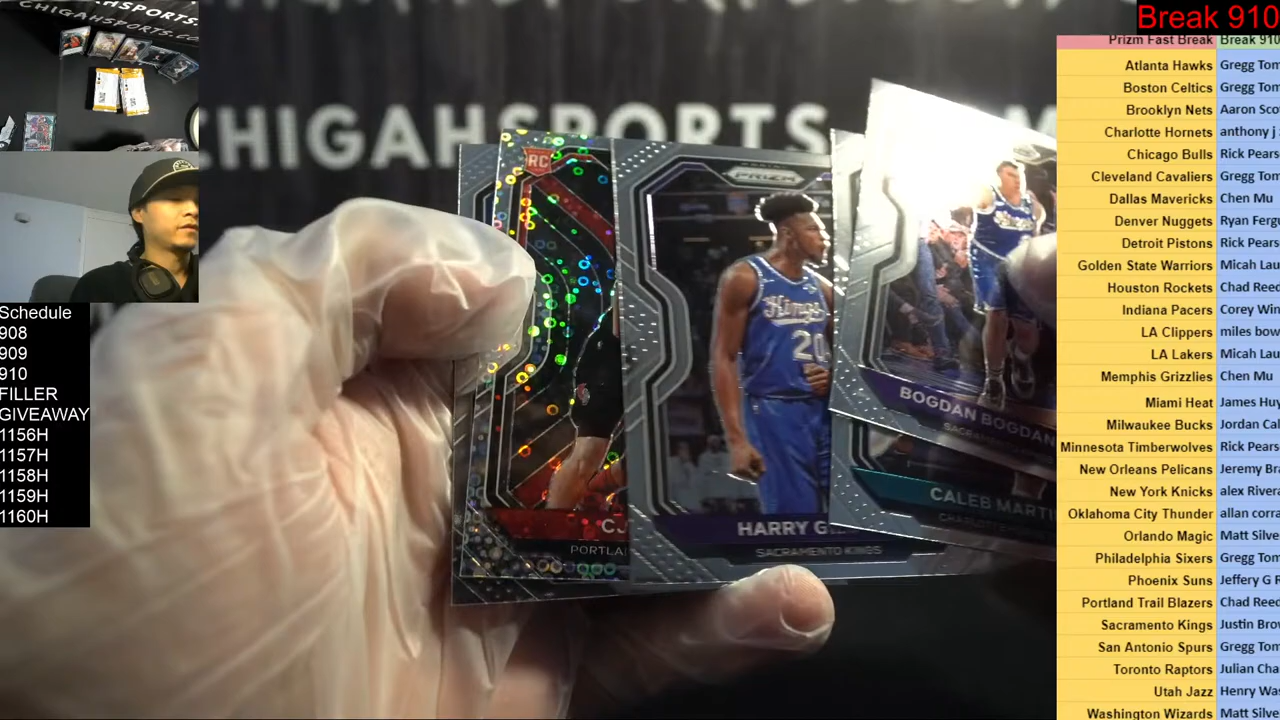 Break 910
CHIGAHSPORTS.
CHIGAHSPORTS.
CHIGAHSPORTS.
Schedule
908
909
910
FILLER
GIVEAWAY
1156H
1157H
1158H
1159H
1160H
RC
CJ
PORTLA
PANINI
PRIZM
Kings
20
HARRY G
SACRAMENTO KINGS
BOGDAN BOGDAN
CALEB MARTI
CHARLOTTE
Prizm Fast Break Break 910
Atlanta Hawks Gregg Tom
Boston Celtics Gregg Tom
Brooklyn Nets Aaron Sco
Charlotte Hornets anthony j
Chicago Bulls Rick Pears
Cleveland Cavaliers Gregg Tom
Dallas Mavericks Chen Mu
Denver Nuggets Ryan Fergu
Detroit Pistons Rick Pears
Golden State Warriors Micah Lau
Houston Rockets Chad Reed
Indiana Pacers Corey Win
LA Clippers miles bow
LA Lakers Micah Lau
Memphis Grizzlies Chen Mu
Miami Heat James Huy
Milwaukee Bucks Jordan Cal
Minnesota Timberwolves Rick Pears
New Orleans Pelicans Jeremy Bra
New York Knicks alex Rivera
Oklahoma City Thunder allan corra
Orlando Magic Matt Silve
Philadelphia Sixers Gregg Tom
Phoenix Suns Jeffery G R
Portland Trail Blazers Chad Reed
Sacramento Kings Justin Bro
San Antonio Spurs Gregg Tom
Toronto Raptors Julian Cha
Utah Jazz Henry Was
Washington Wizards Matt Silve